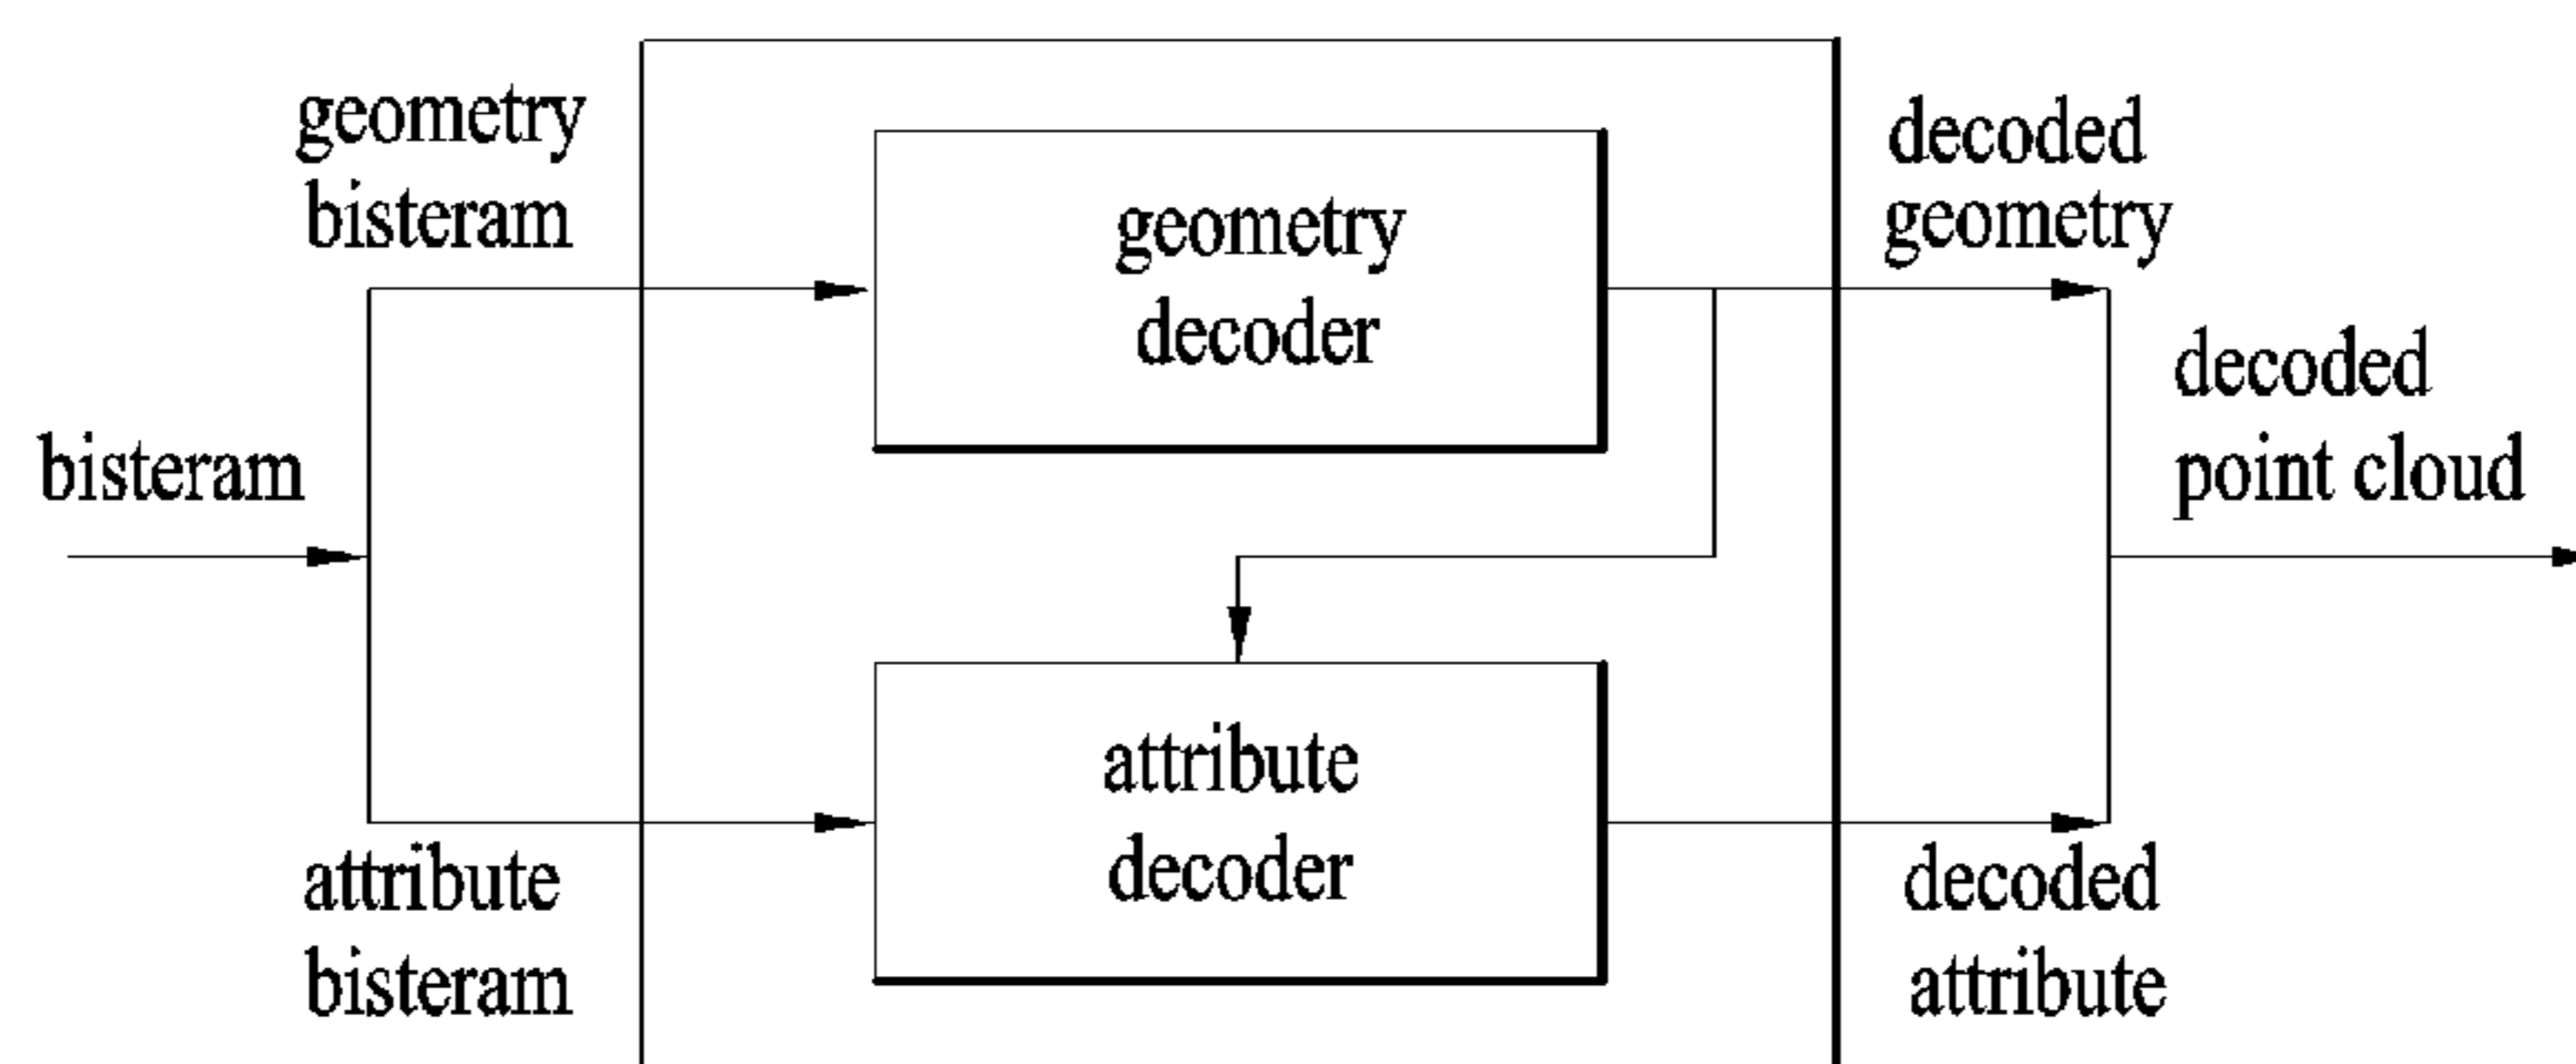 geometry
bisteram
bisteram
attribute
bisteram
geometry
decoder
attribute
decoder
decoded
geometry
decoded
point cloud
decoded
attribute